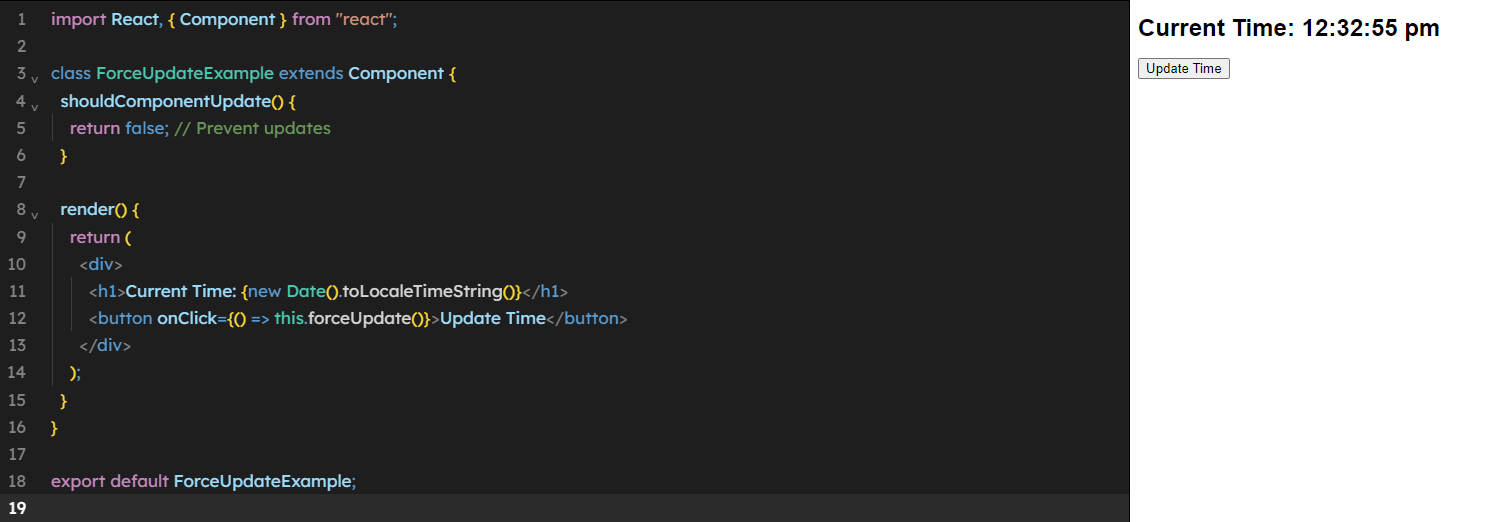 1 import React, { Component } from "react";
2
3 class ForceUpdateExample extends Component {
4 shouldComponentUpdate() {
5 return false; // Prevent updates
6 }
7
8 render() {
9 return (
10 <div>
11 <h1>Current Time: {new Date().toLocaleTimeString()}</h1>
12 <button onClick={() => this.forceUpdate()}>Update Time</button>
13 </div>
14 );
15 }
16 }
17
18 export default ForceUpdateExample;
19
Current Time: 12:32:55 pm
Update Time